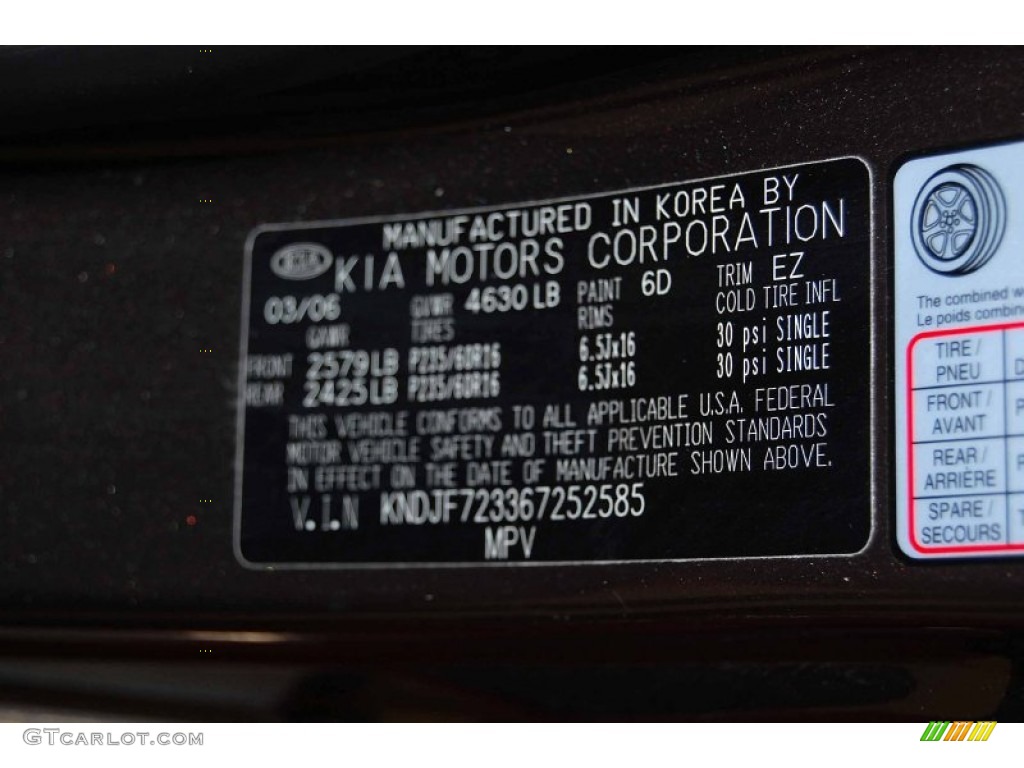 MANUFACTURED IN KOREA BY
KIA KIA MOTORS CORPORATION
03/06 GVWR 4630 LB PAINT 6D TRIM EZ
GAWR TIRES RIMS COLD TIRE INFL
FRONT 2579 LB P235/60R16 6.5Jx16 30 psi SINGLE
REAR 2425 LB P235/60R16 6.5Jx16 30 psi SINGLE
THIS VEHICLE CONFORMS TO ALL APPLICABLE U.S.A. FEDERAL
MOTOR VEHICLE SAFETY AND THEFT PREVENTION STANDARDS
IN EFFECT ON THE DATE OF MANUFACTURE SHOWN ABOVE.
V.I.N KNDJF723367252585
MPV
The combined
Le poids
TIRE /
PNEU
FRONT /
AVANT
REAR /
ARRIÈRE
SPARE /
SECOURS
GTCARLOT.COM